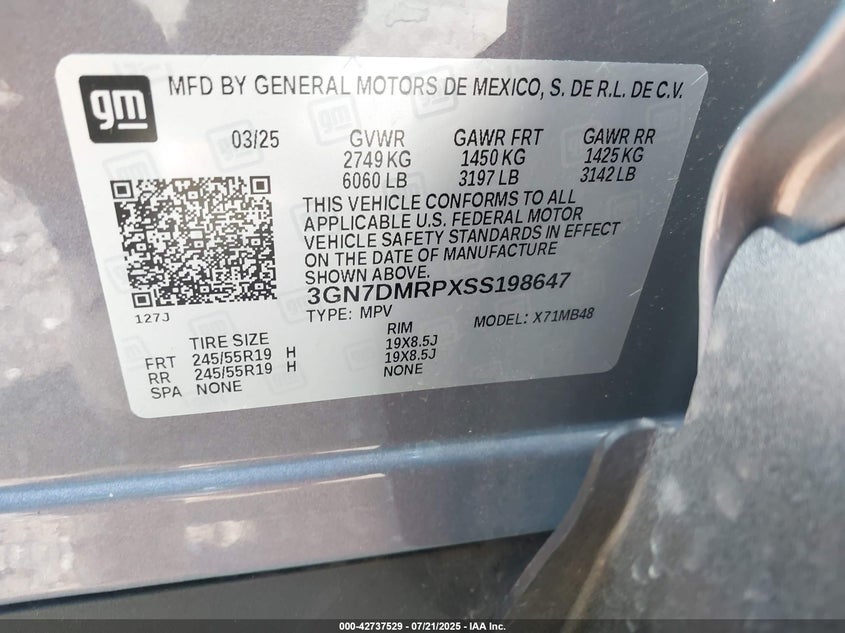 gm
MFD BY GENERAL MOTORS DE MEXICO, S. DE R.L. DE C.V.
03/25 GVWR GAWR FRT GAWR RR
2749 KG 1450 KG 1425 KG
6060 LB 3197 LB 3142 LB
THIS VEHICLE CONFORMS TO ALL
APPLICABLE U.S. FEDERAL MOTOR
VEHICLE SAFETY STANDARDS IN EFFECT
ON THE DATE OF MANUFACTURE
SHOWN ABOVE.
3GN7DMRPXSS198647
127J
TYPE: MPV MODEL: X71MB48
TIRE SIZE RIM
FRT 245/55R19 H 19X8.5J
RR 245/55R19 H 19X8.5J
SPA NONE NONE
000-42737529 - 07/21/2025 - IAA Inc.